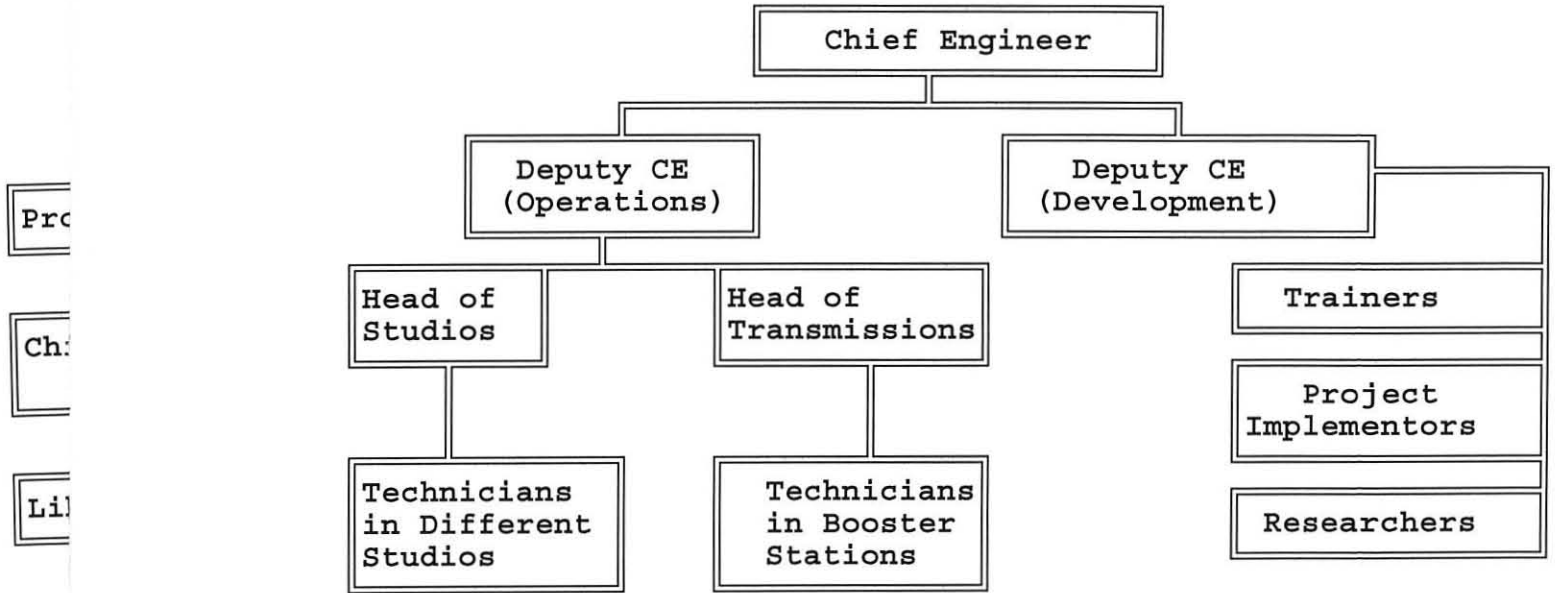 Chief Engineer
Deputy CE
(Operations)
Deputy CE
(Development)
Head of
Studios
Head of
Transmissions
Trainers
Project
Implementors
Technicians
in Different
Studios
Technicians
in Booster
Stations
Researchers